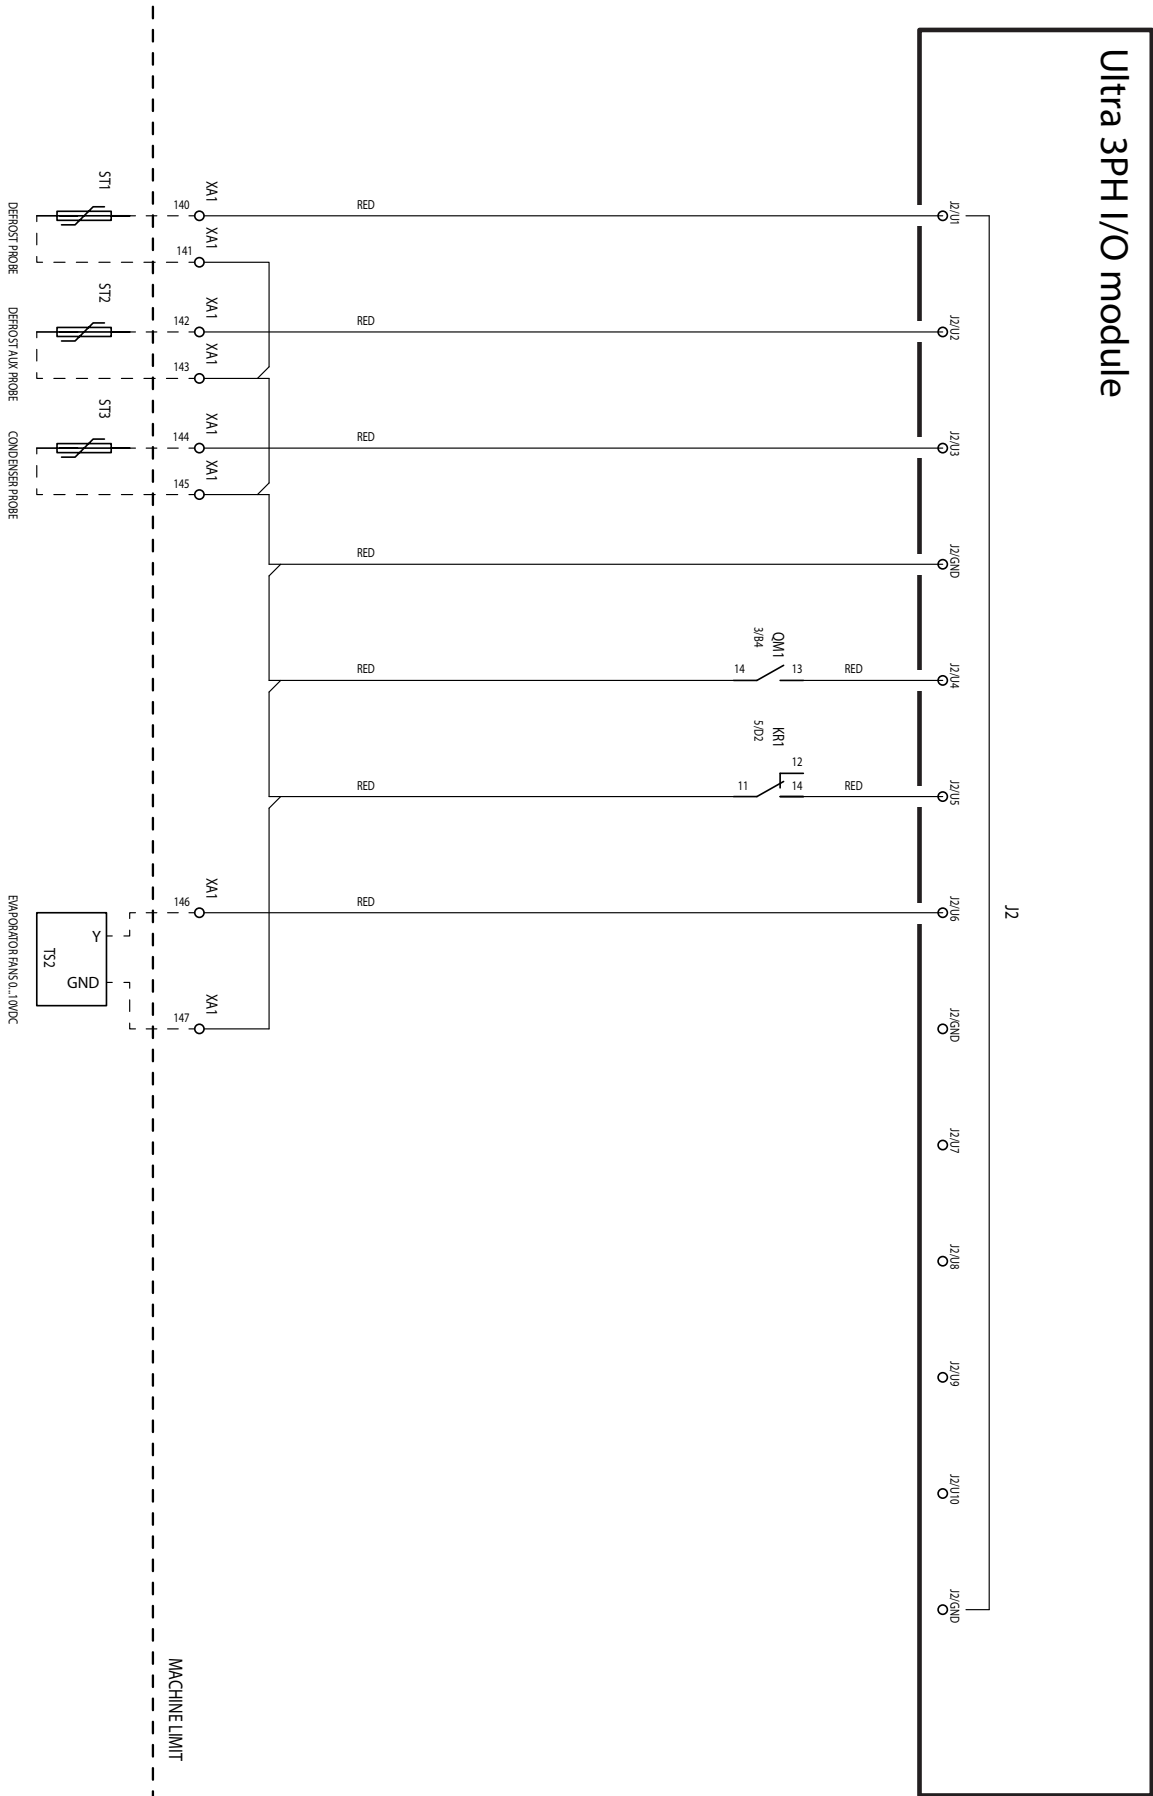 Ultra 3PH I/O module
J2
J2/U1
J2/U2
J2/U3
J2/GND
J2/U4
J2/U5
J2/U6
J2/GND
J2/U7
J2/U8
J2/U9
J2/U10
J2/GND
RED
RED
RED
RED
RED
QM1
3/B4
14
13
RED
RED
KR1
5/D2
12
11
14
RED
RED
XA1
140
XA1
141
XA1
142
XA1
143
XA1
144
XA1
145
XA1
146
XA1
147
MACHINE LIMIT
ST1
DEFROST PROBE
ST2
DEFROST AUX PROBE
ST3
CONDENSER PROBE
Y
TS2
GND
EVAPORATOR FANS 0...10VDC